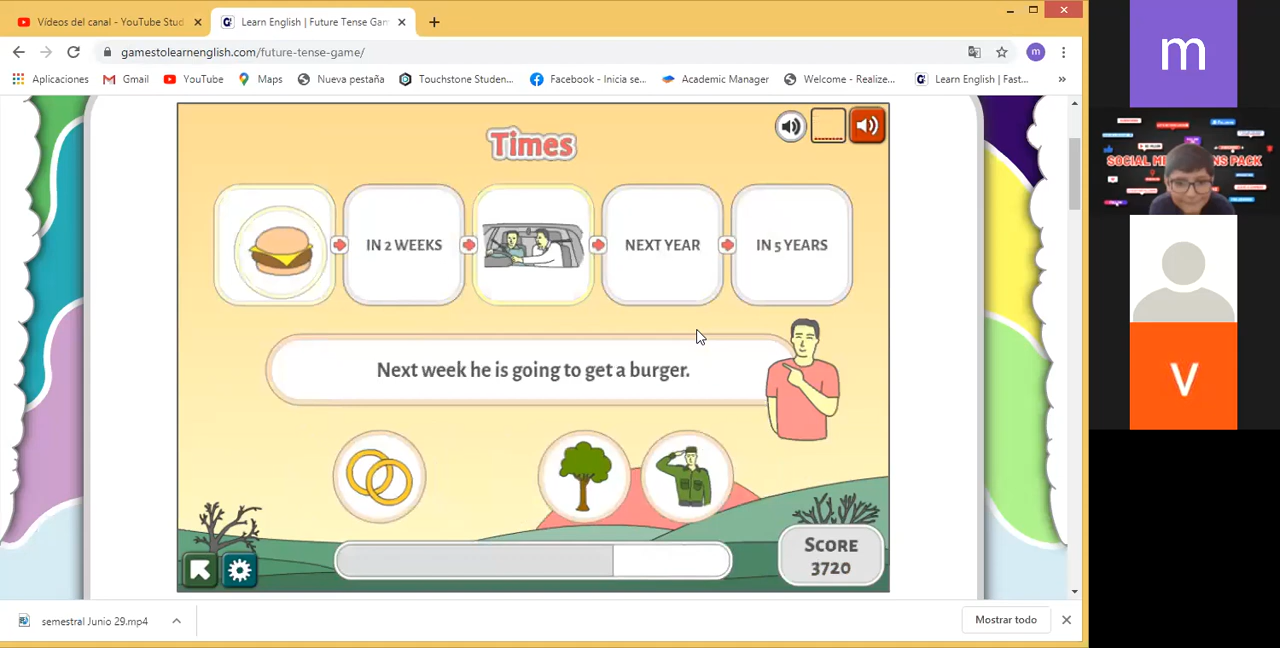 Vídeos del canal - YouTube Stud
Learn English | Future Tense Gam
gamestolearnenglish.com/future-tense-game/
m
Aplicaciones
Gmail
YouTube
Maps
Nueva pestaña
Touchstone Studen...
Facebook - Inicia se...
Academic Manager
Welcome - Realize...
Learn English | Fast...
»
Times
IN 2 WEEKS
NEXT YEAR
IN 5 YEARS
Next week he is going to get a burger.
SCORE
3720
semestral Junio 29.mp4
Mostrar todo
m
V